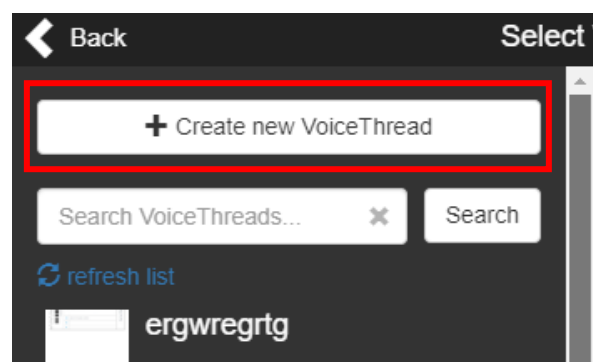 Back
Select
+ Create new VoiceThread
Search VoiceThreads... ✖
Search
refresh list
ergwregrtg